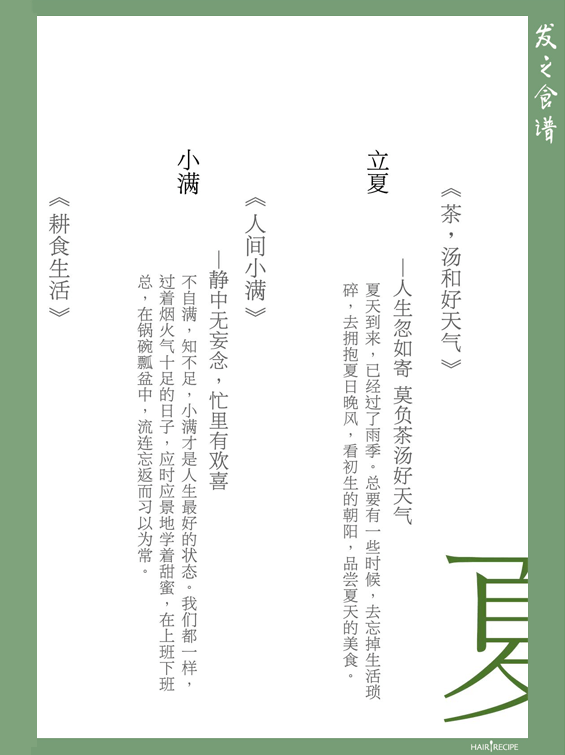 发之食谱
《茶，汤和好天气》
立夏
—人生忽如寄 莫负茶汤好天气
夏天到来，已经过了雨季。总要有一些时候，去忘掉生活琐
碎，去拥抱夏日晚风，看初生的朝阳，品尝夏天的美食。
《人间小满》
小满
—静中无妄念，忙里有欢喜
不自满，知不足，小满才是人生最好的状态。我们都一样，
过着烟火气十足的日子，应时应景地学着甜蜜，在上班下班
总，在锅碗瓢盆中，流连忘返而习以为常。
《耕食生活》
夏
HAIR RECIPE